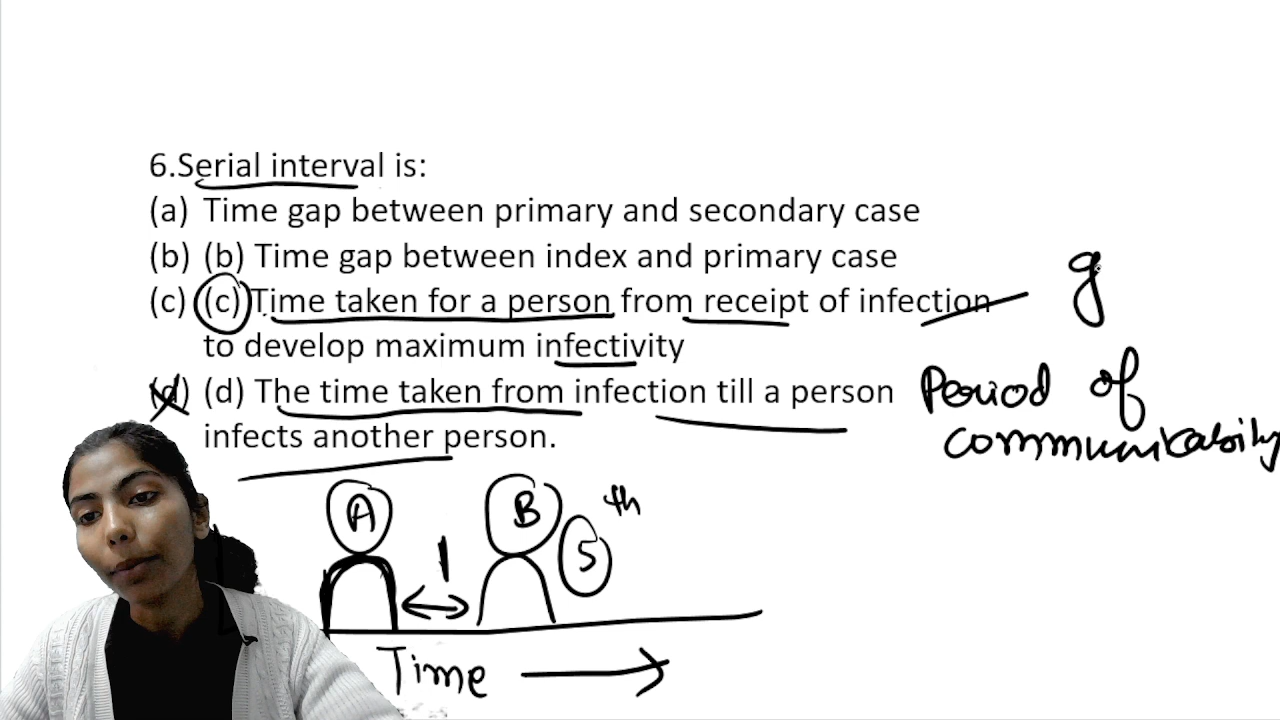 6.Serial interval is:
(a) Time gap between primary and secondary case
(b) (b) Time gap between index and primary case
(c) (c) Time taken for a person from receipt of infection
to develop maximum infectivity
g
(d) (d) The time taken from infection till a person
infects another person.
Period of
communicability
A
B
5th
1
Time